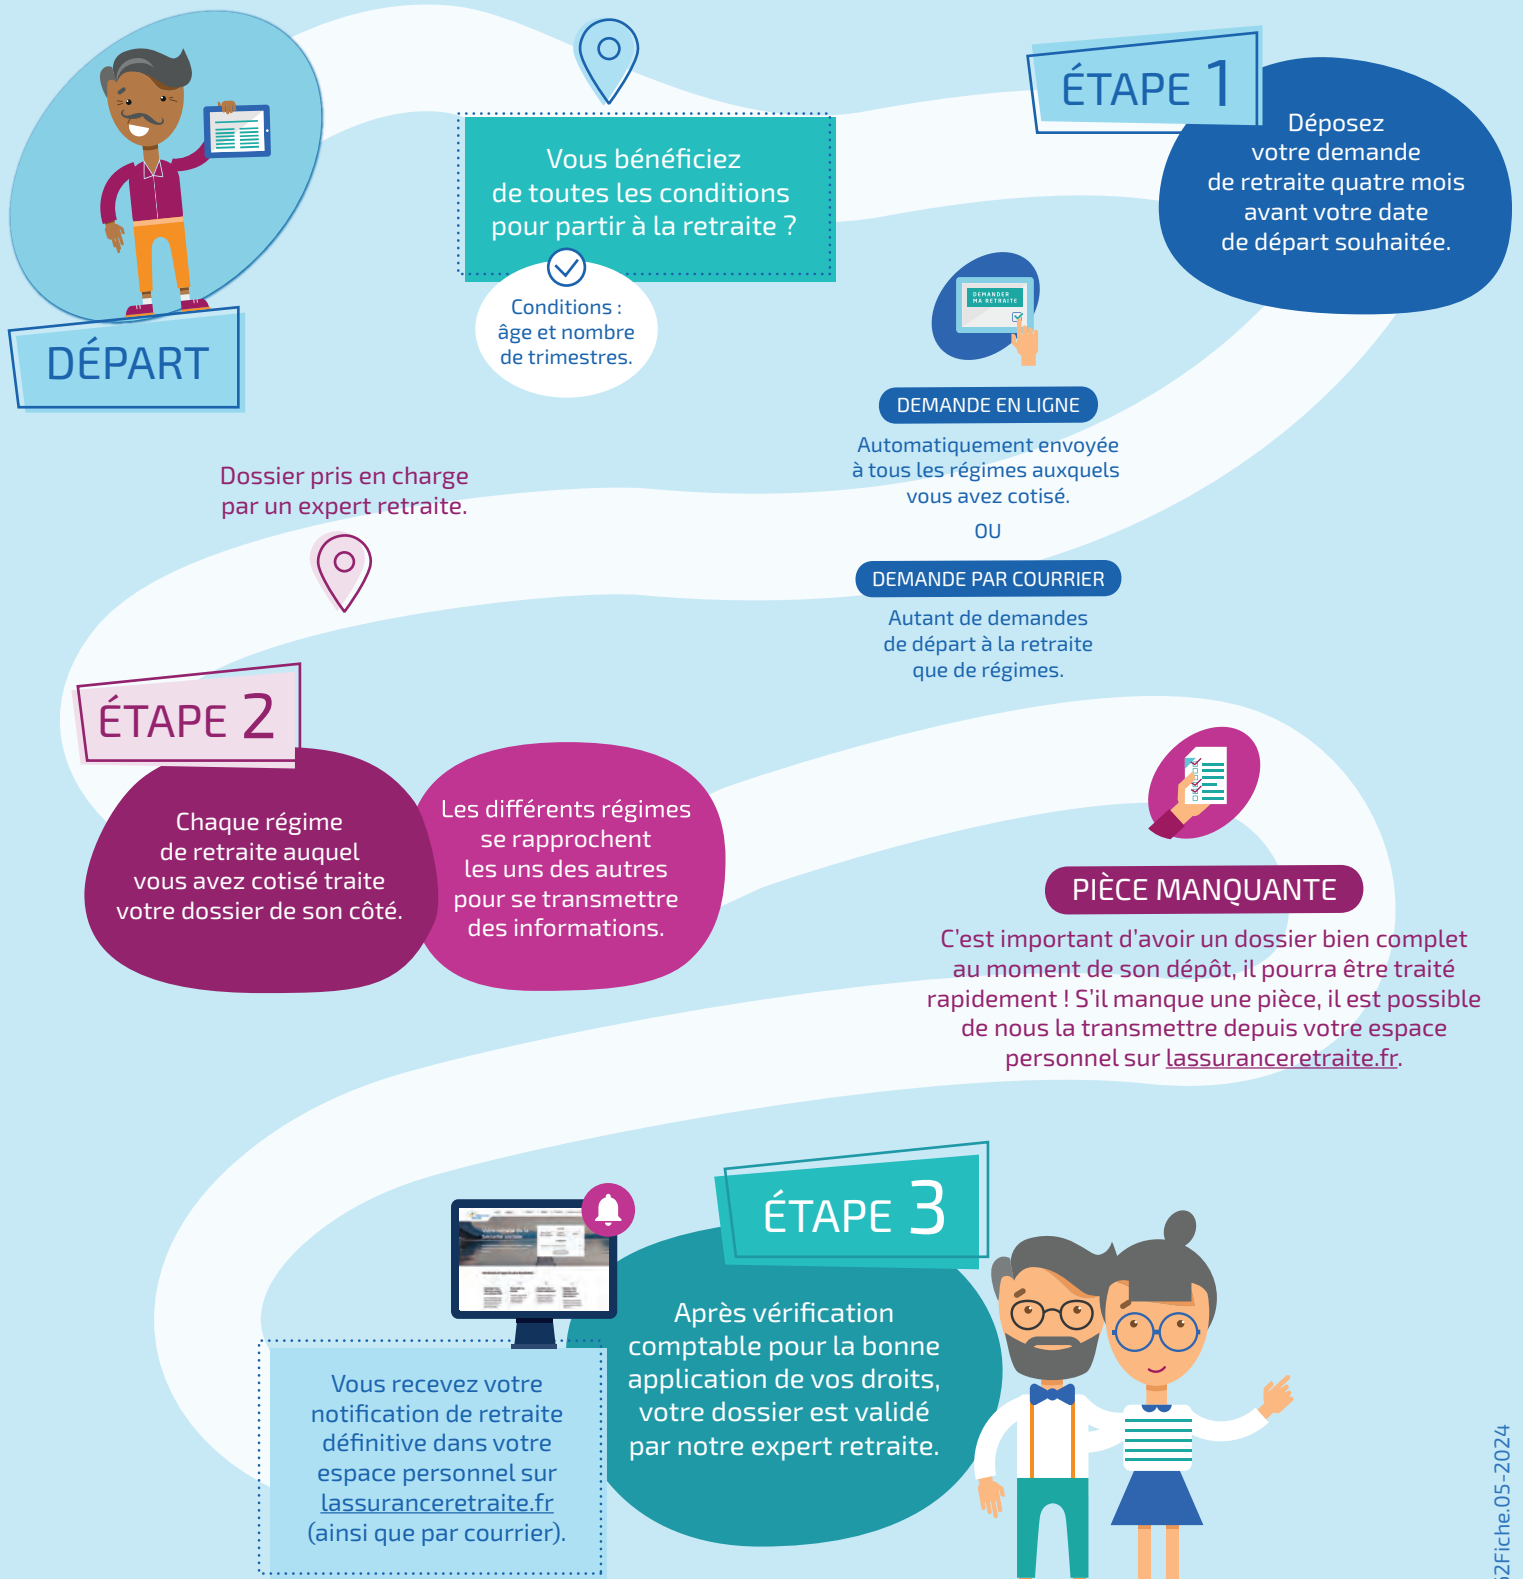 DÉPART
Vous bénéficiez
de toutes les conditions
pour partir à la retraite ?
Conditions :
âge et nombre
de trimestres.
ÉTAPE 1
Déposez
votre demande
de retraite quatre mois
avant votre date
de départ souhaitée.
DEMANDER
MA RETRAITE
DEMANDE EN LIGNE
Automatiquement envoyée
à tous les régimes auxquels
vous avez cotisé.
OU
DEMANDE PAR COURRIER
Autant de demandes
de départ à la retraite
que de régimes.
Dossier pris en charge
par un expert retraite.
ÉTAPE 2
Chaque régime
de retraite auquel
vous avez cotisé traite
votre dossier de son côté.
Les différents régimes
se rapprochent
les uns des autres
pour se transmettre
des informations.
PIÈCE MANQUANTE
C'est important d'avoir un dossier bien complet
au moment de son dépôt, il pourra être traité
rapidement ! S'il manque une pièce, il est possible
de nous la transmettre depuis votre espace
personnel sur lassuranceretraite.fr.
ÉTAPE 3
Après vérification
comptable pour la bonne
application de vos droits,
votre dossier est validé
par notre expert retraite.
Vous recevez votre
notification de retraite
définitive dans votre
espace personnel sur
lassuranceretraite.fr
(ainsi que par courrier).
2Fiche.05-2024